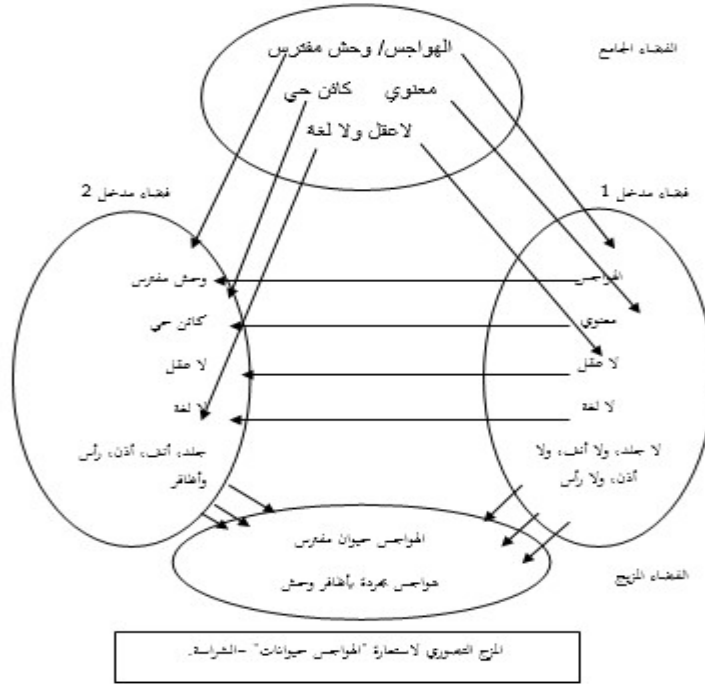 الفضاء الجامع
الهواجس/ وحش مفترس
معنوي كائن حي
لا عقل ولا لغة
فضاء مدخل 1
الهواجس
معنوي
لا عقل
لا لغة
لا جلد، ولا أنف، ولا
أذن، ولا رأس
فضاء مدخل 2
وحش مفترس
كائن حي
لا عقل
لا لغة
جلد، أنف، أذن، رأس
وأظافر
الفضاء المزيج
الهواجس حيوان مفترس
هواجس مجردة بأظافر وحش
المزج التصوري لاستعارة "الهواجس حيوانات" -الشراسة.